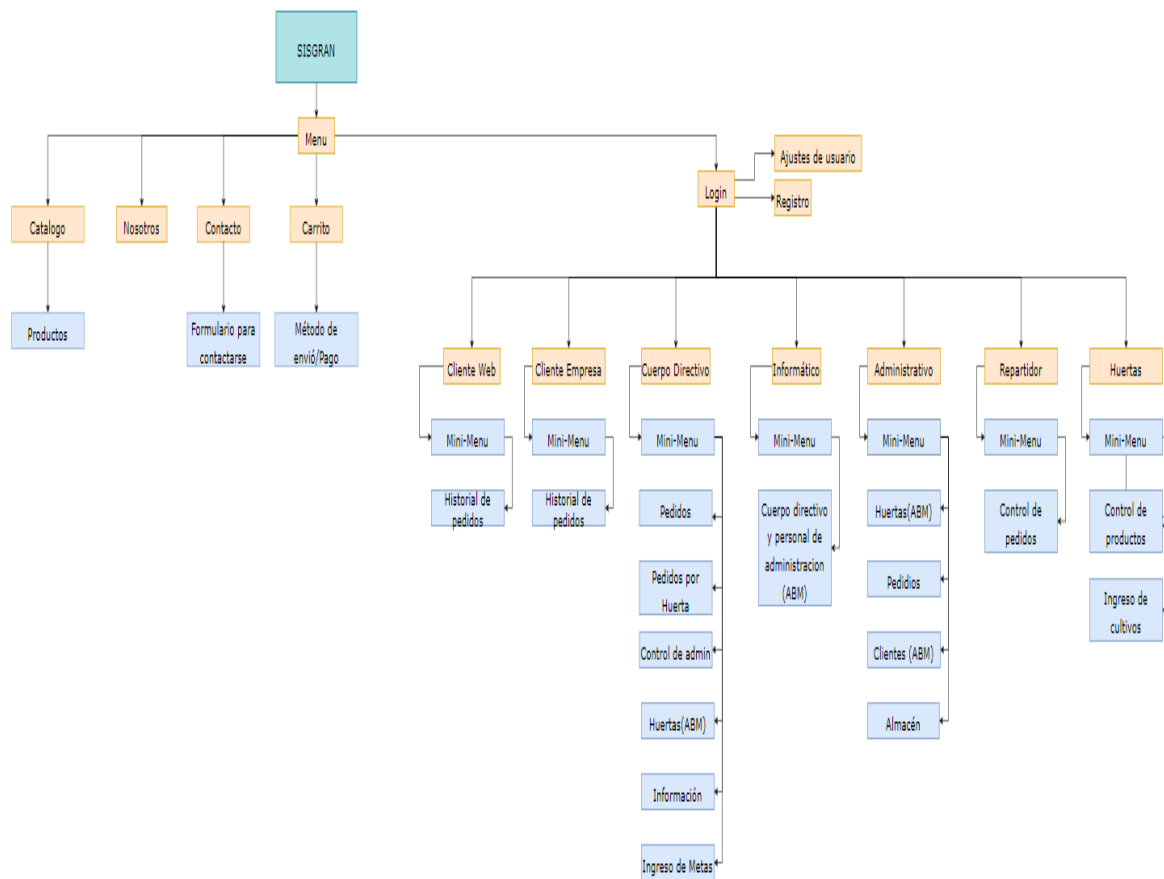 SISGRAN
Menu
Ajustes de usuario
Login
Registro
Catalogo
Nosotros
Contacto
Carrito
Productos
Formulario para
contactarse
Método de
envió/Pago
Cliente Web
Cliente Empresa
Cuerpo Directivo
Informático
Administrativo
Repartidor
Huertas
Mini-Menu
Mini-Menu
Mini-Menu
Mini-Menu
Mini-Menu
Mini-Menu
Mini-Menu
Historial de
pedidos
Historial de
pedidos
Pedidos
Cuerpo directivo
y personal de
administracion
(ABM)
Huertas(ABM)
Control de
pedidos
Control de
productos
Pedidos por
Huerta
Pedidios
Ingreso de
cultivos
Control de admin
Clientes (ABM)
Huertas(ABM)
Almacén
Información
Ingreso de Metas